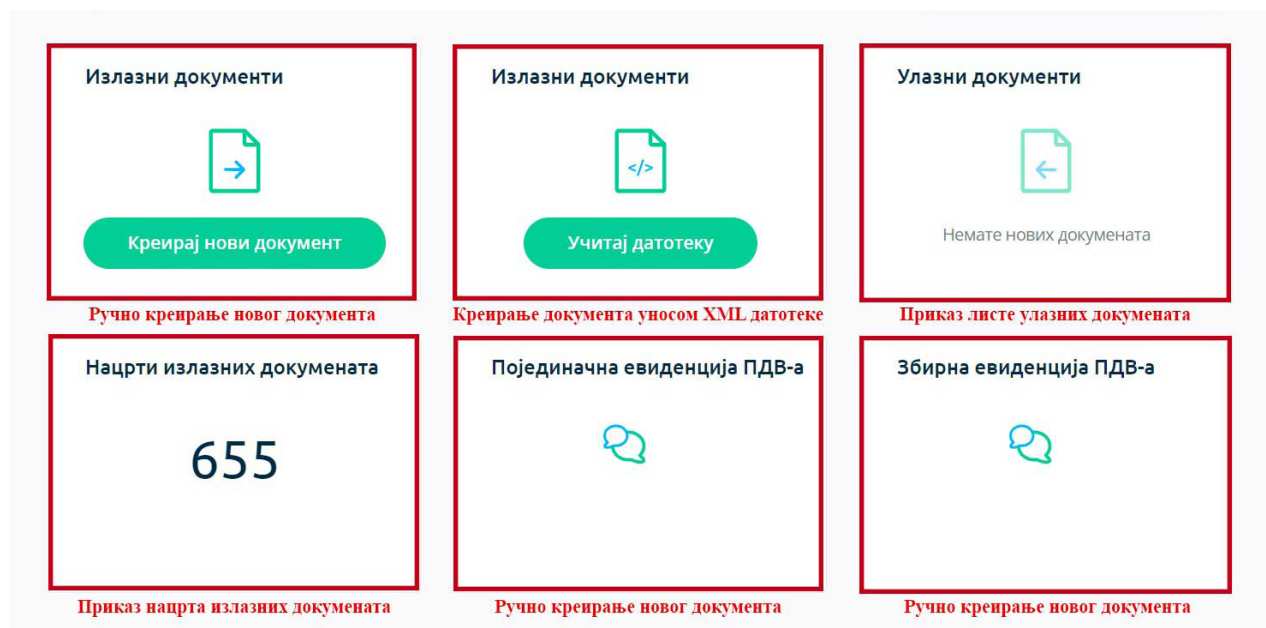 Излазни документи
Излазни документи
Улазни документи
</>
Креирај нови документ
Учитај датотеку
Немате нових докумената
Ручно креирање новог документа
Креирање документа уносом XML датотеке
Приказ листе улазних докумената
Нацрти излазних докумената
Појединачна евиденција ПДВ-а
Збирна евиденција ПДВ-а
655
Приказ нацрта излазних докумената
Ручно креирање новог документа
Ручно креирање новог документа